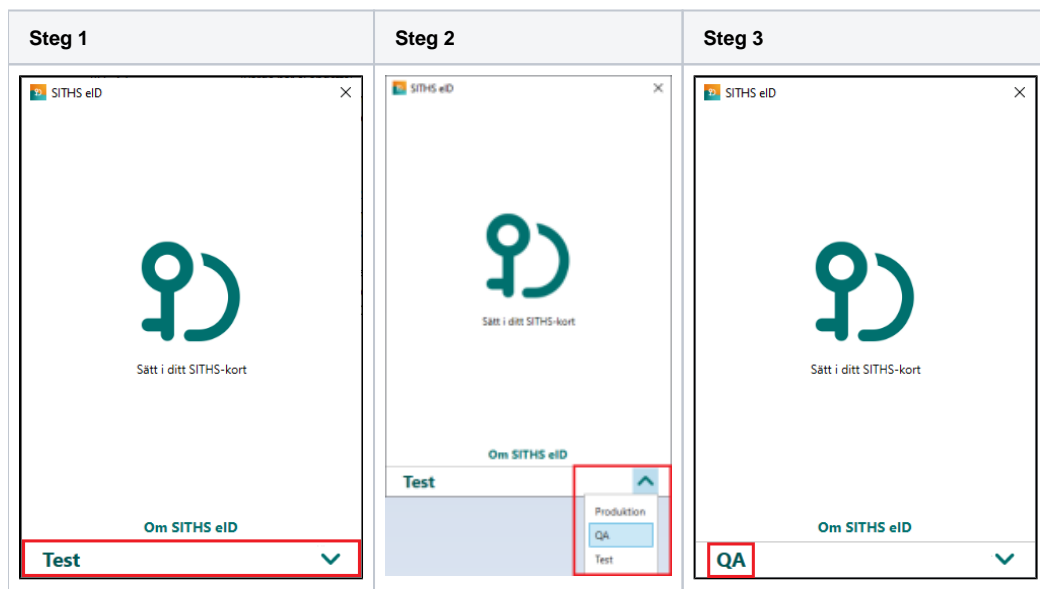 Steg 1
Steg 2
Steg 3
SITHS eID
Sätt i ditt SITHS-kort
Om SITHS eID
Test
SITHS eID
Sätt i ditt SITHS-kort
Om SITHS eID
Test
Produktion
QA
Test
SITHS eID
Sätt i ditt SITHS-kort
Om SITHS eID
QA